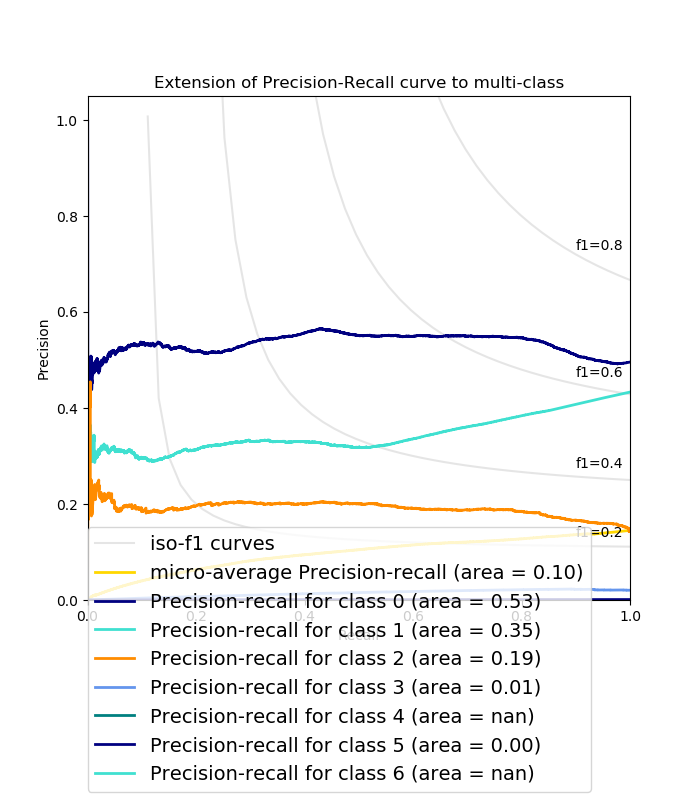 Extension of Precision-Recall curve to multi-class
1.0
0.8
0.6
0.4
0.2
0.0
Precision
f1=0.8
f1=0.6
f1=0.4
f1=0.2
iso-f1 curves
micro-average Precision-recall (area = 0.10)
Precision-recall for class 0 (area = 0.53)
0.0 0.2 0.4 0.6 0.8 1.0
Precision-recall for class 1 (area = 0.35)
Recall
Precision-recall for class 2 (area = 0.19)
Precision-recall for class 3 (area = 0.01)
Precision-recall for class 4 (area = nan)
Precision-recall for class 5 (area = 0.00)
Precision-recall for class 6 (area = nan)